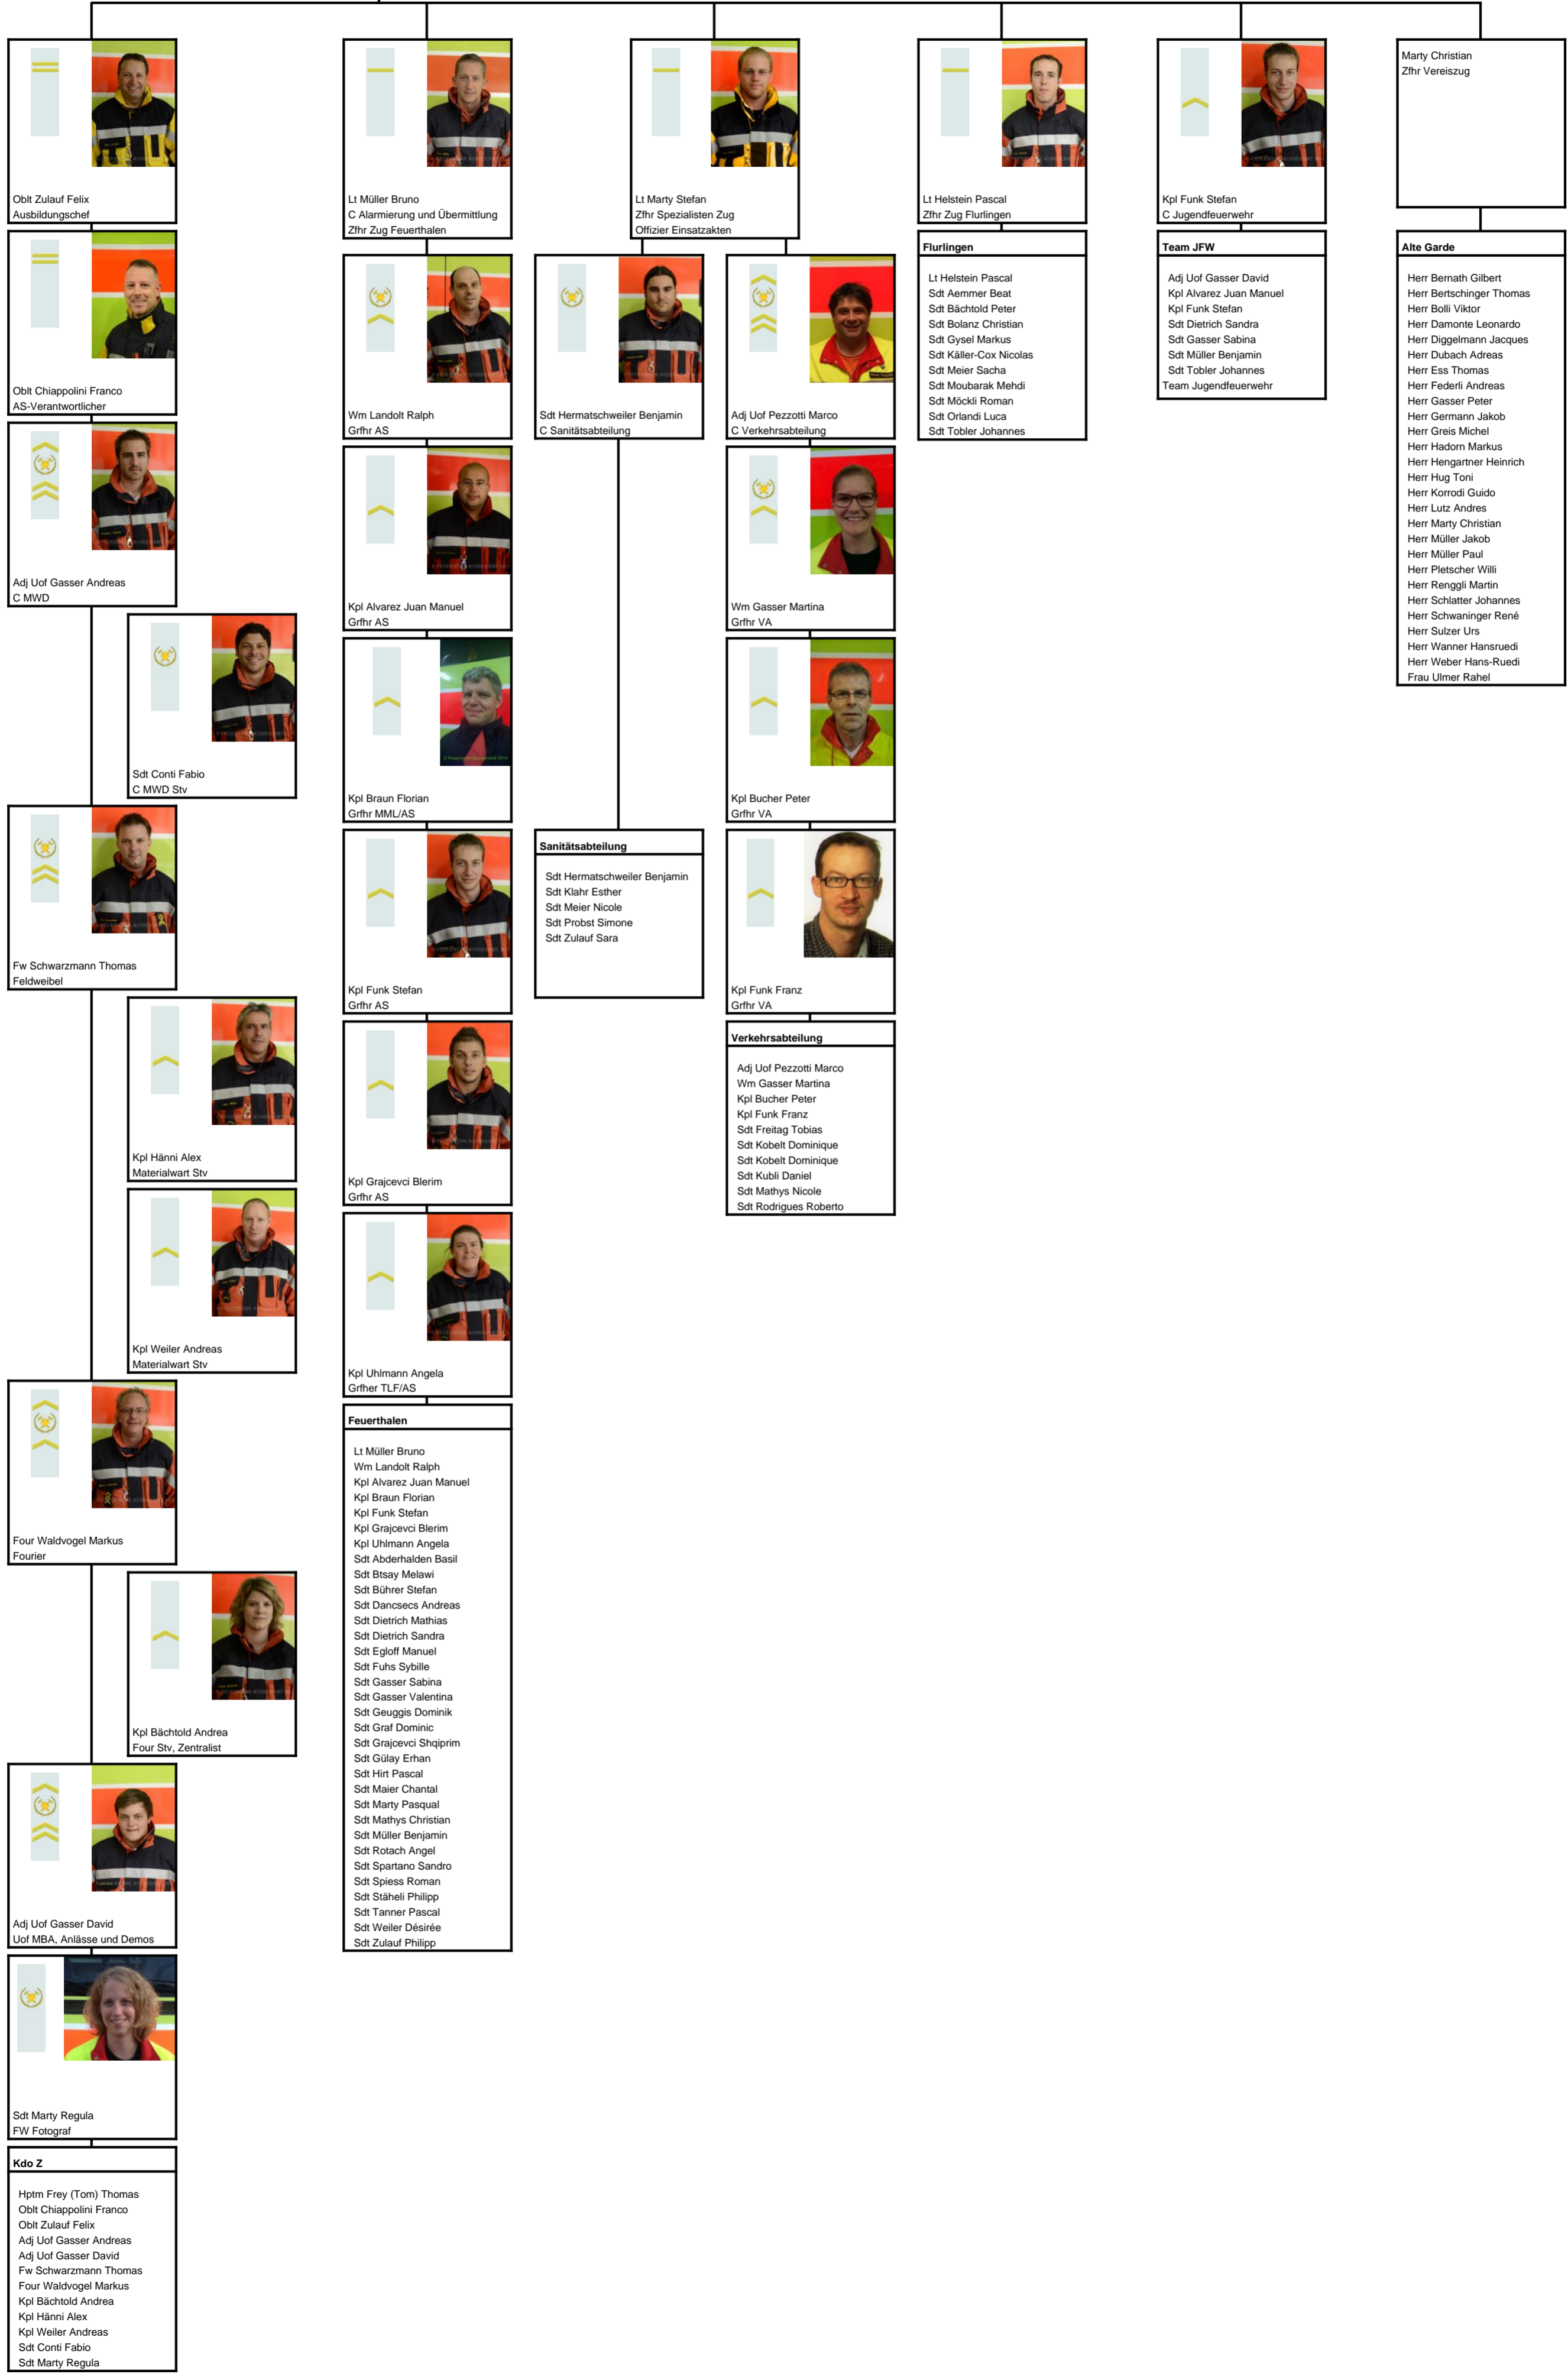 Oblt Zulauf Felix
Ausbildungschef
Oblt Chiappolini Franco
AS-Verantwortlicher
Adj Uof Gasser Andreas
C MWD
Sdt Conti Fabio
C MWD Stv
Fw Schwarzmann Thomas
Feldweibel
Kpl Hänni Alex
Materialwart Stv
Kpl Weiler Andreas
Materialwart Stv
Four Waldvogel Markus
Fourier
Kpl Bächtold Andrea
Four Stv, Zentralist
Adj Uof Gasser David
Uof MBA, Anlässe und Demos
Sdt Marty Regula
FW Fotograf
Kdo Z
Hptm Frey (Tom) Thomas
Oblt Chiappolini Franco
Oblt Zulauf Felix
Adj Uof Gasser Andreas
Adj Uof Gasser David
Fw Schwarzmann Thomas
Four Waldvogel Markus
Kpl Bächtold Andrea
Kpl Hänni Alex
Kpl Weiler Andreas
Sdt Conti Fabio
Sdt Marty Regula
Lt Müller Bruno
C Alarmierung und Übermittlung
Zfhr Zug Feuerthalen
Wm Landolt Ralph
Grfhr AS
Kpl Alvarez Juan Manuel
Grfhr AS
Kpl Braun Florian
Grfhr MML/AS
Kpl Funk Stefan
Grfhr AS
Kpl Grajcevci Blerim
Grfhr AS
Kpl Uhlmann Angela
Grfher TLF/AS
Feuerthalen
Lt Müller Bruno
Wm Landolt Ralph
Kpl Alvarez Juan Manuel
Kpl Braun Florian
Kpl Funk Stefan
Kpl Grajcevci Blerim
Kpl Uhlmann Angela
Sdt Abderhalden Basil
Sdt Btsay Melawi
Sdt Bührer Stefan
Sdt Dancsecs Andreas
Sdt Dietrich Mathias
Sdt Dietrich Sandra
Sdt Egloff Manuel
Sdt Fuhs Sybille
Sdt Gasser Sabina
Sdt Gasser Valentina
Sdt Geuggis Dominik
Sdt Graf Dominic
Sdt Grajcevci Shqiprim
Sdt Gülay Erhan
Sdt Hirt Pascal
Sdt Maier Chantal
Sdt Marty Pasqual
Sdt Mathys Christian
Sdt Müller Benjamin
Sdt Rotach Angel
Sdt Spartano Sandro
Sdt Spiess Roman
Sdt Stäheli Philipp
Sdt Tanner Pascal
Sdt Weiler Désirée
Sdt Zulauf Philipp
Lt Marty Stefan
Zfhr Spezialisten Zug
Offizier Einsatzakten
Sdt Hermatschweiler Benjamin
C Sanitätsabteilung
Sanitätsabteilung
Sdt Hermatschweiler Benjamin
Sdt Klahr Esther
Sdt Meier Nicole
Sdt Probst Simone
Sdt Zulauf Sara
Adj Uof Pezzotti Marco
C Verkehrsabteilung
Wm Gasser Martina
Grfhr VA
Kpl Bucher Peter
Grfhr VA
Kpl Funk Franz
Grfhr VA
Verkehrsabteilung
Adj Uof Pezzotti Marco
Wm Gasser Martina
Kpl Bucher Peter
Kpl Funk Franz
Sdt Freitag Tobias
Sdt Kobelt Dominique
Sdt Kobelt Dominique
Sdt Kubli Daniel
Sdt Mathys Nicole
Sdt Rodrigues Roberto
Lt Helstein Pascal
Zfhr Zug Flurlingen
Flurlingen
Lt Helstein Pascal
Sdt Aemmer Beat
Sdt Bächtold Peter
Sdt Bolanz Christian
Sdt Gysel Markus
Sdt Käller-Cox Nicolas
Sdt Meier Sacha
Sdt Moubarak Mehdi
Sdt Möckli Roman
Sdt Orlandi Luca
Sdt Tobler Johannes
Kpl Funk Stefan
C Jugendfeuerwehr
Team JFW
Adj Uof Gasser David
Kpl Alvarez Juan Manuel
Kpl Funk Stefan
Sdt Dietrich Sandra
Sdt Gasser Sabina
Sdt Müller Benjamin
Sdt Tobler Johannes
Team Jugendfeuerwehr
Marty Christian
Zfhr Vereiszug
Alte Garde
Herr Bernath Gilbert
Herr Bertschinger Thomas
Herr Bolli Viktor
Herr Damonte Leonardo
Herr Diggelmann Jacques
Herr Dubach Adreas
Herr Ess Thomas
Herr Federli Andreas
Herr Gasser Peter
Herr Germann Jakob
Herr Greis Michel
Herr Hadorn Markus
Herr Hengartner Heinrich
Herr Hug Toni
Herr Korrodi Guido
Herr Lutz Andres
Herr Marty Christian
Herr Müller Jakob
Herr Müller Paul
Herr Pletscher Willi
Herr Renggli Martin
Herr Schlatter Johannes
Herr Schwaninger René
Herr Sulzer Urs
Herr Wanner Hansruedi
Herr Weber Hans-Ruedi
Frau Ulmer Rahel